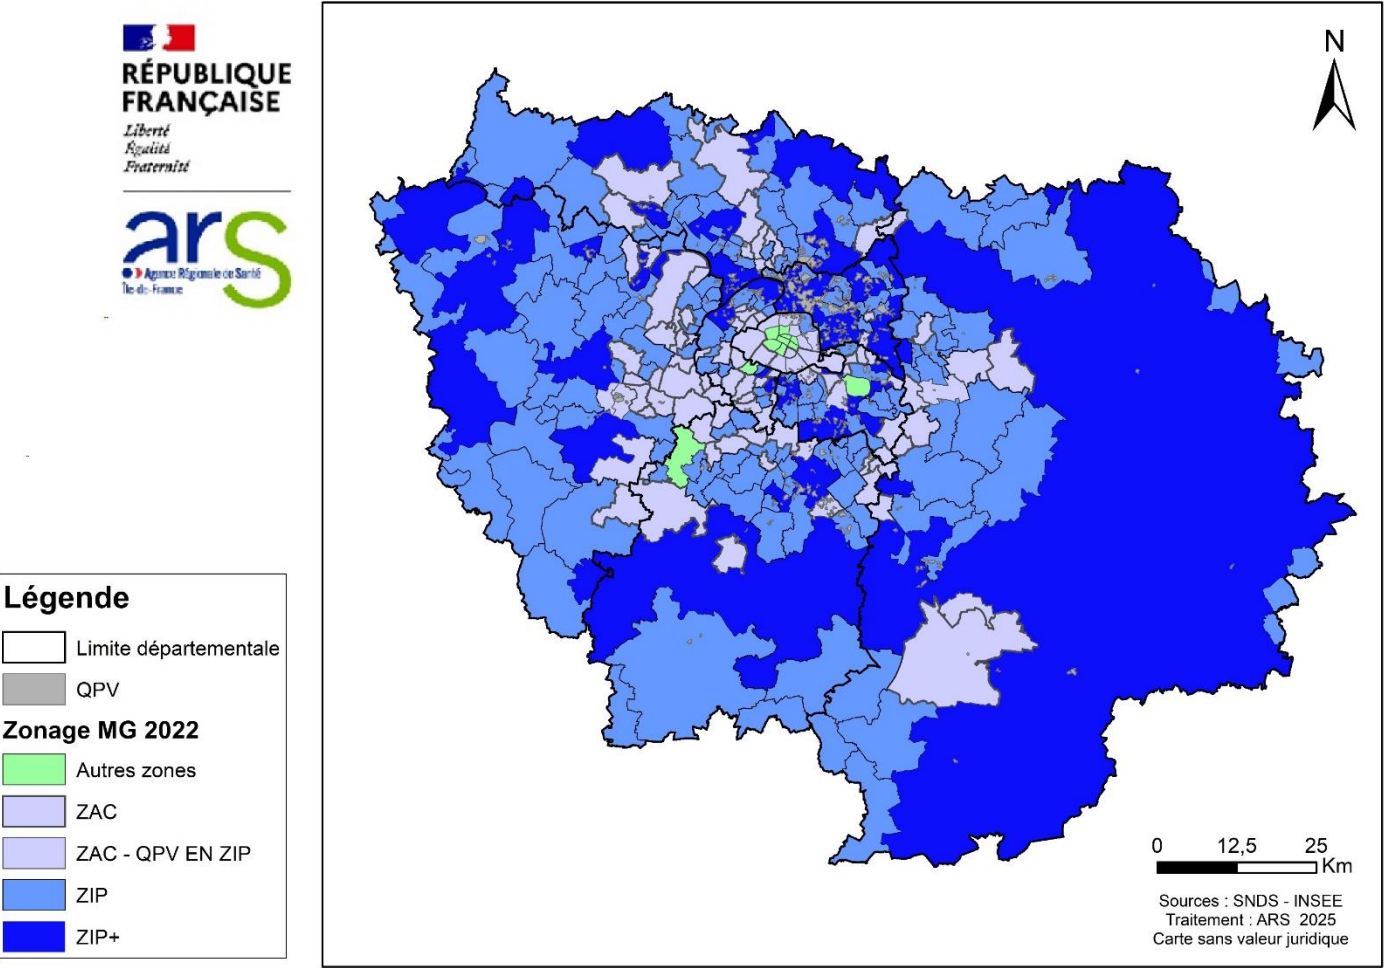 RÉPUBLIQUE
FRANÇAISE
Liberté
Égalité
Fraternité
ars
Agence Régionale de Santé
Île-de-France
Légende
Limite départementale
QPV
Zonage MG 2022
Autres zones
ZAC
ZAC - QPV EN ZIP
ZIP
ZIP+
N
0 12,5 25
Km
Sources : SNDS - INSEE
Traitement : ARS 2025
Carte sans valeur juridique